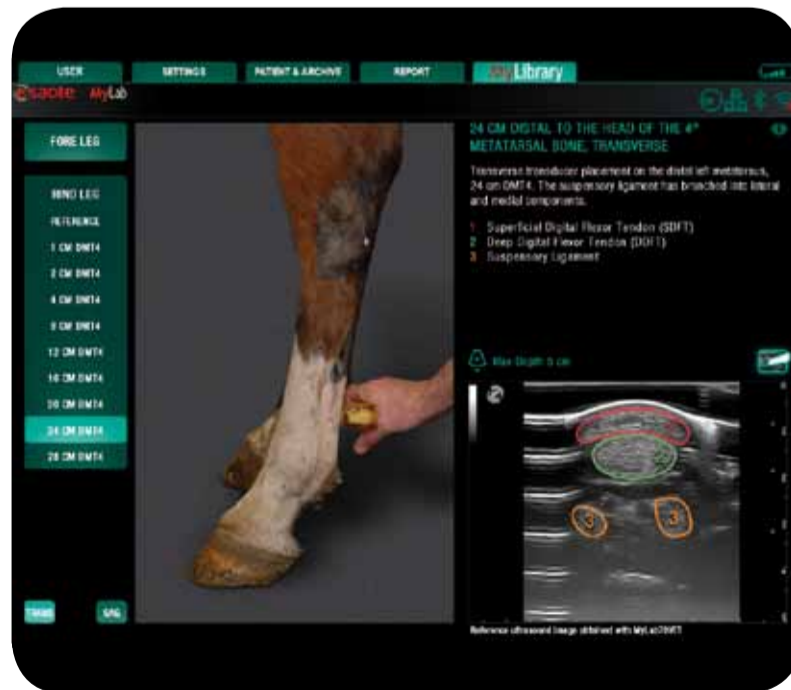 USER
SETTINGS
PATIENT & ARCHIVE
REPORT
MyLibrary
esaote MyLab
FORE LEG
HIND LEG
REFERENCE
1 CM DMT4
2 CM DMT4
4 CM DMT4
8 CM DMT4
12 CM DMT4
16 CM DMT4
20 CM DMT4
24 CM DMT4
28 CM DMT4
TRANS
SAG
24 CM DISTAL TO THE HEAD OF THE 4°
METATARSAL BONE, TRANSVERSE
Transverse transducer placement on the distal left metatarsus,
24 cm DMT4. The suspensory ligament has branched into lateral
and medial components.
1 Superficial Digital Flexor Tendon (SDFT)
2 Deep Digital Flexor Tendon (DDFT)
3 Suspensory Ligament
Max Depth 5 cm
3
3
Reference ultrasound image obtained with MyLab